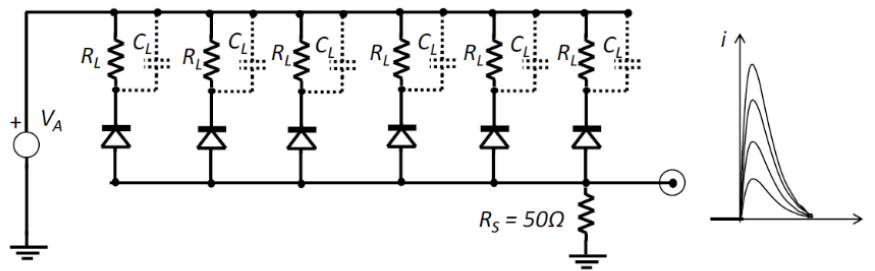 R_L C_L R_L C_L R_L C_L R_L C_L R_L C_L R_L C_L i
+ V_A
R_S = 50Ω